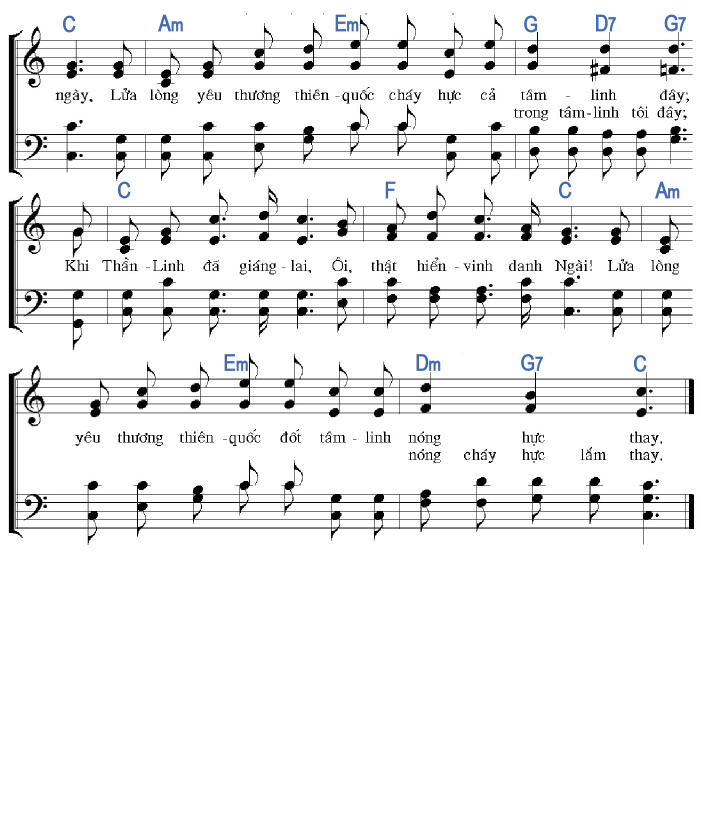 C Am Em G D7 G7
ngày. Lửa lòng yêu thương thiên-quốc cháy hực cả tâm-linh đây;
trong tâm-linh tôi đây;
C F C Am
Khi Thần-Linh đã giáng-lai, Ôi, thật hiển-vinh danh Ngài! Lửa lòng
Em Dm G7 C
yêu thương thiên-quốc đốt tâm-linh nóng hực thay.
nóng cháy hực lắm thay.